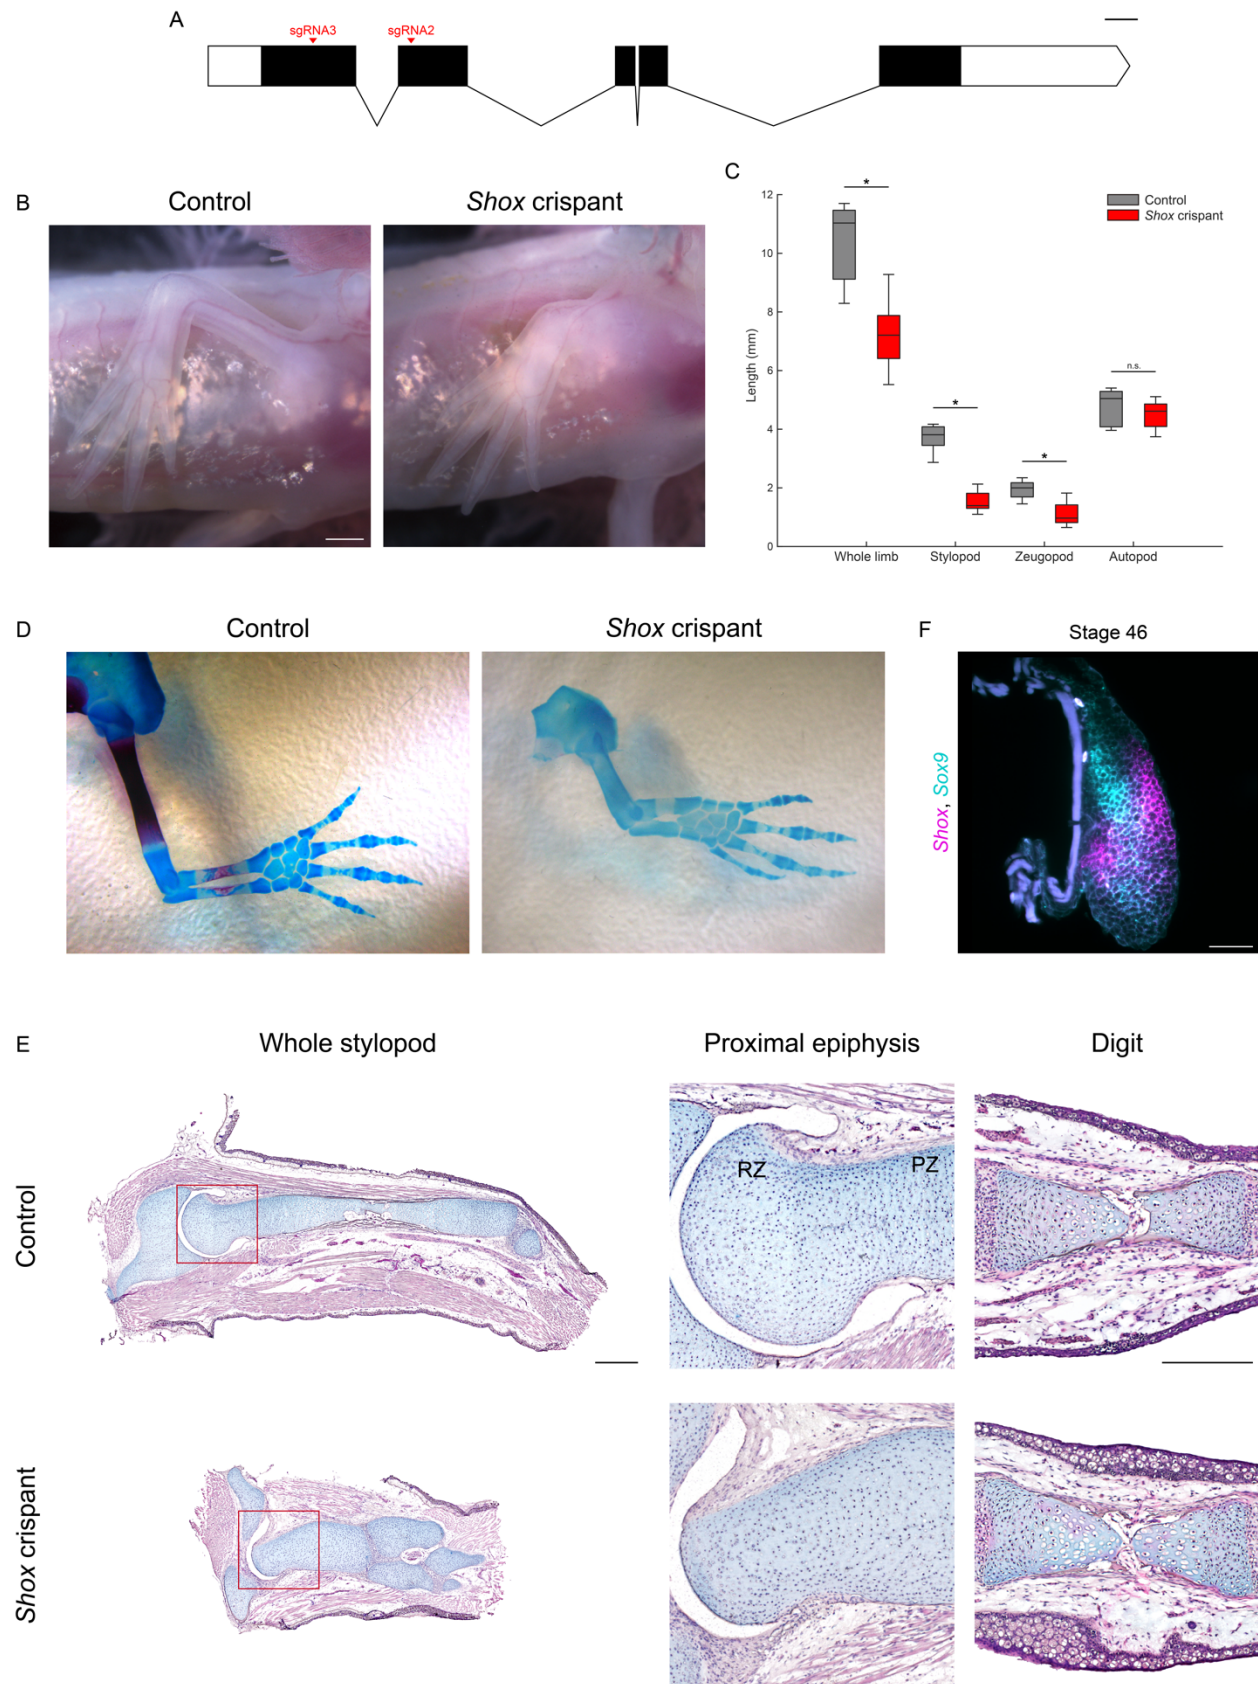 A
sgRNA3
sgRNA2
B
Control
Shox crispant
C
Control
Shox crispant
Length (mm)
12
10
8
6
4
2
0
*
*
*
n.s.
Whole limb
Stylopod
Zeugopod
Autopod
D
Control
Shox crispant
F
Stage 46
Shox, Sox9
E
Whole stylopod
Proximal epiphysis
Digit
Control
RZ
PZ
Shox crispant